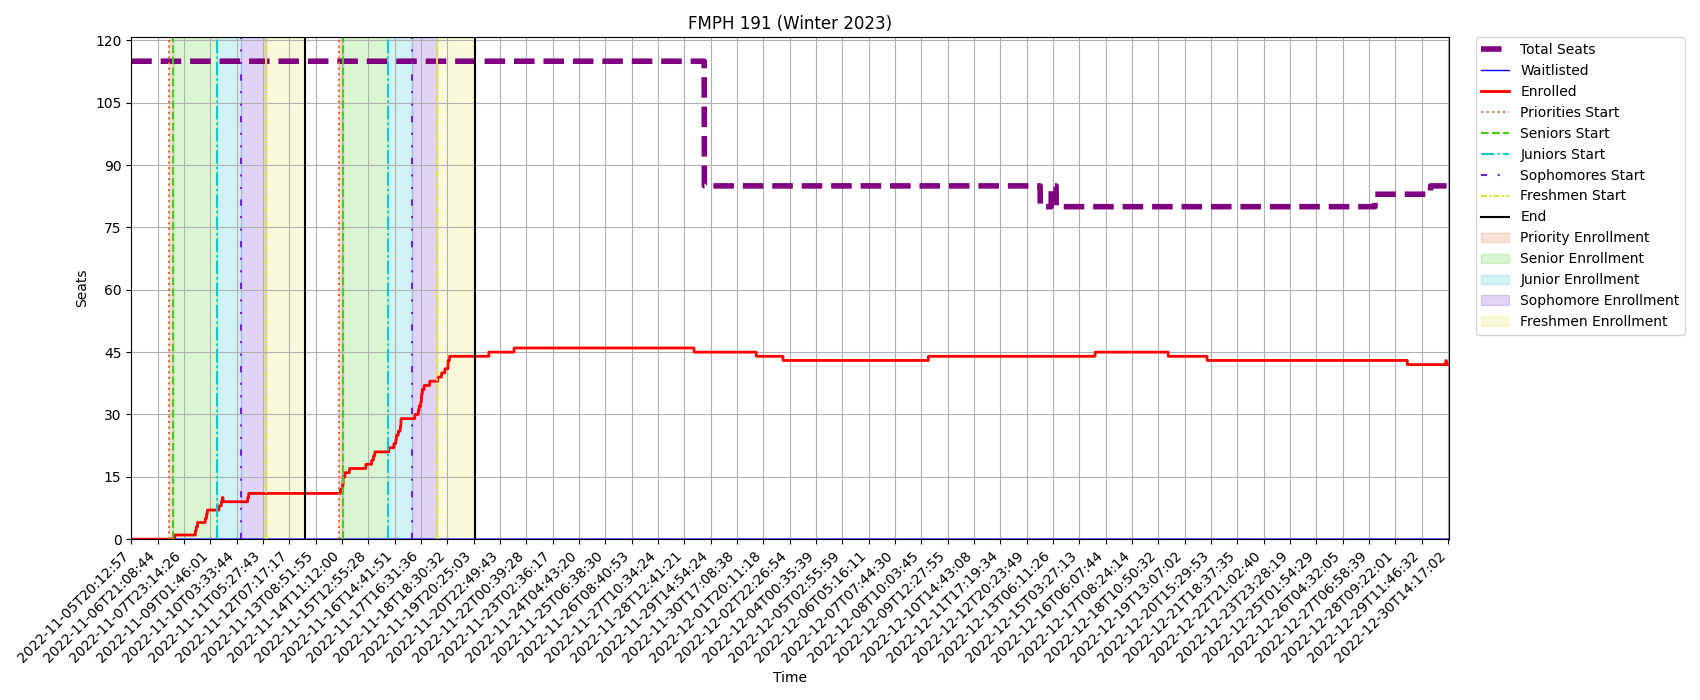 FMPH 191 (Winter 2023)
120
105
90
75
60
45
30
15
0
Seats
2022-11-05T20:12:57
2022-11-06T21:08:44
2022-11-07T23:14:26
2022-11-09T01:46:01
2022-11-10T03:33:44
2022-11-11T05:27:43
2022-11-12T07:17:17
2022-11-13T08:51:55
2022-11-14T11:12:00
2022-11-15T12:55:28
2022-11-16T14:41:51
2022-11-17T16:31:36
2022-11-18T18:30:32
2022-11-19T20:25:03
2022-11-20T22:49:43
2022-11-22T00:39:28
2022-11-23T02:36:17
2022-11-24T04:43:20
2022-11-25T06:38:30
2022-11-26T08:40:53
2022-11-27T10:34:24
2022-11-28T12:41:21
2022-11-29T14:54:24
2022-11-30T17:08:38
2022-12-01T20:11:18
2022-12-02T22:26:54
2022-12-04T00:35:39
2022-12-05T02:55:59
2022-12-06T05:16:11
2022-12-07T07:44:30
2022-12-08T10:03:45
2022-12-09T12:27:55
2022-12-10T14:43:08
2022-12-11T17:19:34
2022-12-12T20:23:49
2022-12-13T06:11:26
2022-12-15T03:27:13
2022-12-16T06:07:44
2022-12-17T08:24:14
2022-12-18T10:50:32
2022-12-19T13:07:02
2022-12-20T15:29:53
2022-12-21T18:37:35
2022-12-22T21:02:40
2022-12-23T23:28:19
2022-12-25T01:54:29
2022-12-26T04:32:05
2022-12-27T06:58:39
2022-12-28T09:22:01
2022-12-29T11:46:32
2022-12-30T14:17:02
Time
Total Seats
Waitlisted
Enrolled
Priorities Start
Seniors Start
Juniors Start
Sophomores Start
Freshmen Start
End
Priority Enrollment
Senior Enrollment
Junior Enrollment
Sophomore Enrollment
Freshmen Enrollment